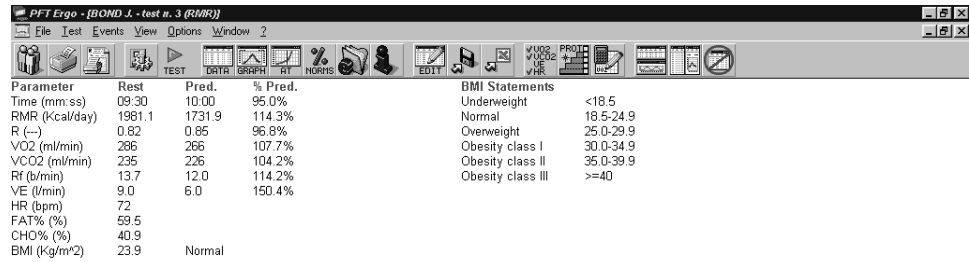 PFT Ergo - [BOND J. - test n. 3 (RMR)]
File Test Events View Options Window ?
TEST DATA GRAPH AT NORMS EDIT VO2 VCO2 VE HR PROT
Parameter Rest Pred. % Pred. BMI Statements
Time (mm:ss) 09:30 10:00 95.0% Underweight <18.5
RMR (Kcal/day) 1981.1 1731.9 114.3% Normal 18.5-24.9
R (---) 0.82 0.85 96.8% Overweight 25.0-29.9
VO2 (ml/min) 286 266 107.7% Obesity class I 30.0-34.9
VCO2 (ml/min) 235 226 104.2% Obesity class II 35.0-39.9
Rf (b/min) 13.7 12.0 114.2% Obesity class III >=40
VE (l/min) 9.0 6.0 150.4%
HR (bpm) 72
FAT% (%) 59.5
CHO% (%) 40.9
BMI (Kg/m^2) 23.9 Normal